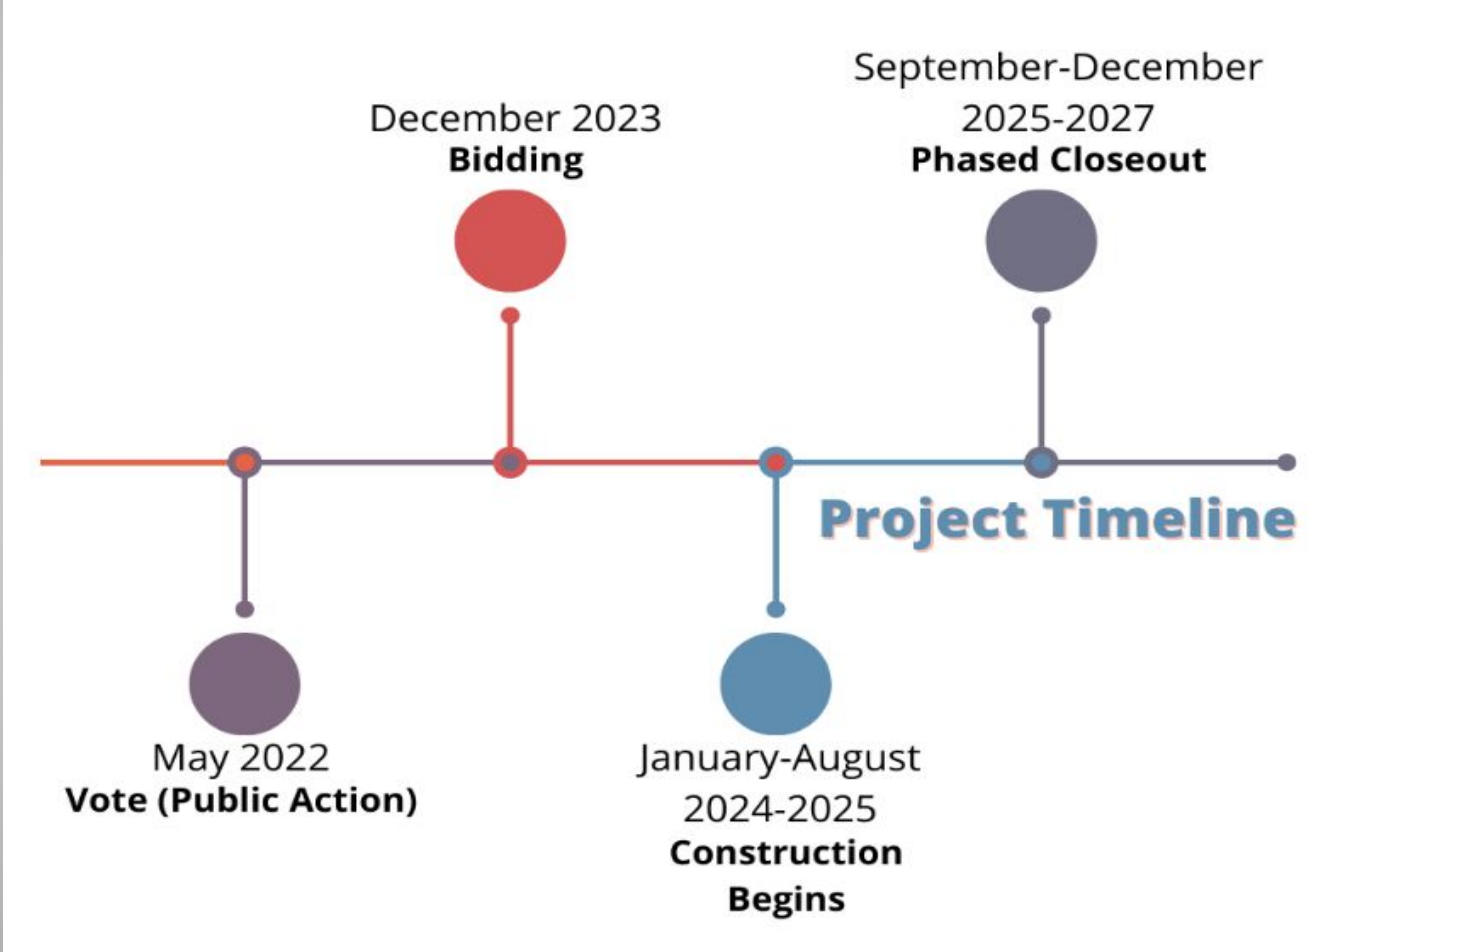 September-December
2025-2027
Phased Closeout
December 2023
Bidding
Project Timeline
May 2022
Vote (Public Action)
January-August
2024-2025
Construction
Begins